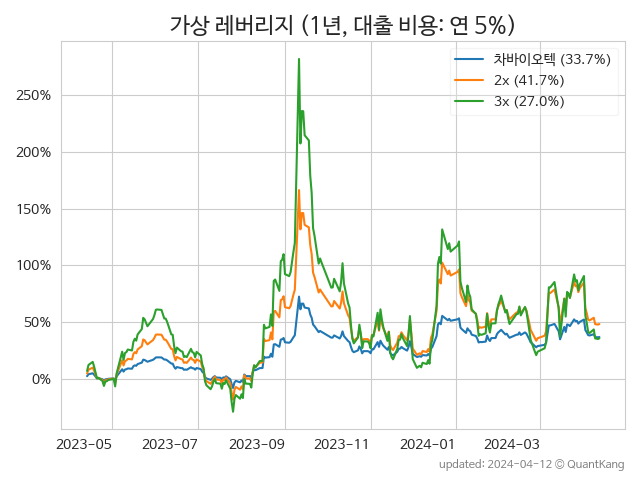 가상 레버리지 (1년, 대출 비용: 연 5%)
차바이오텍 (33.7%)
2x (41.7%)
3x (27.0%)
250%
200%
150%
100%
50%
0%
2023-05
2023-07
2023-09
2023-11
2024-01
2024-03
updated: 2024-04-12 © QuantKang